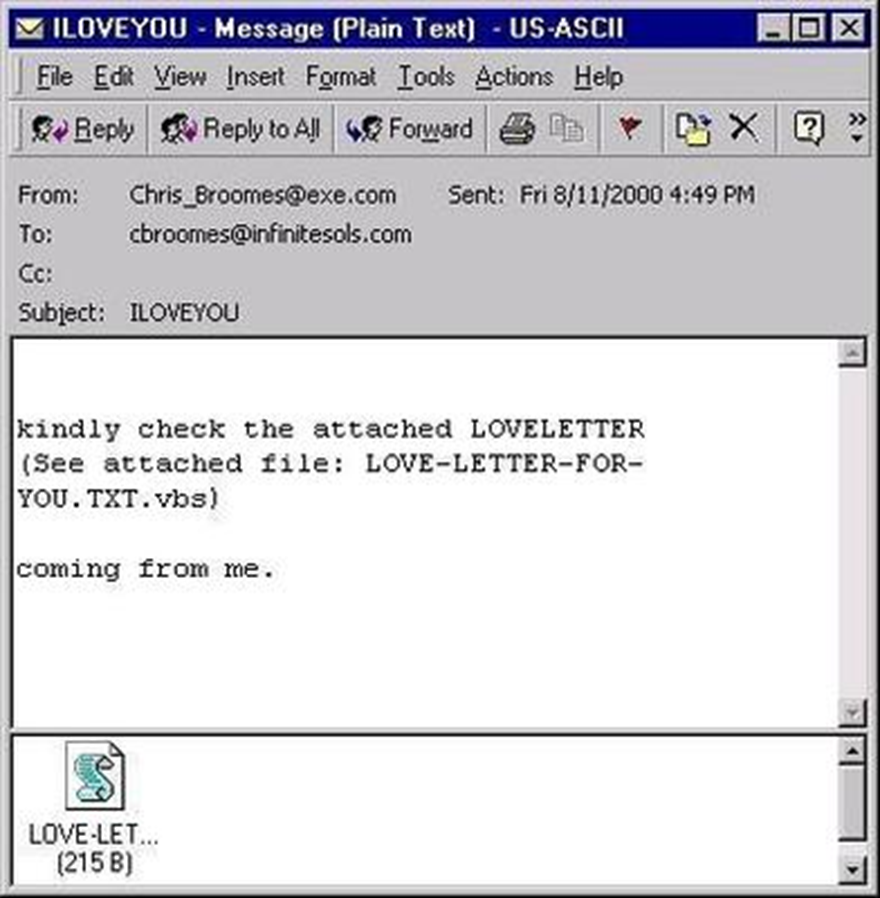 ILOVEYOU - Message (Plain Text) - US-ASCII
File Edit View Insert Format Tools Actions Help
Reply Reply to All Forward
From: Chris_Broomes@exe.com Sent: Fri 8/11/2000 4:49 PM
To: cbroomes@infinitesols.com
Cc:
Subject: ILOVEYOU
kindly check the attached LOVELETTER
(See attached file: LOVE-LETTER-FOR-
YOU.TXT.vbs)
coming from me.
LOVE-LET...
(215 B)